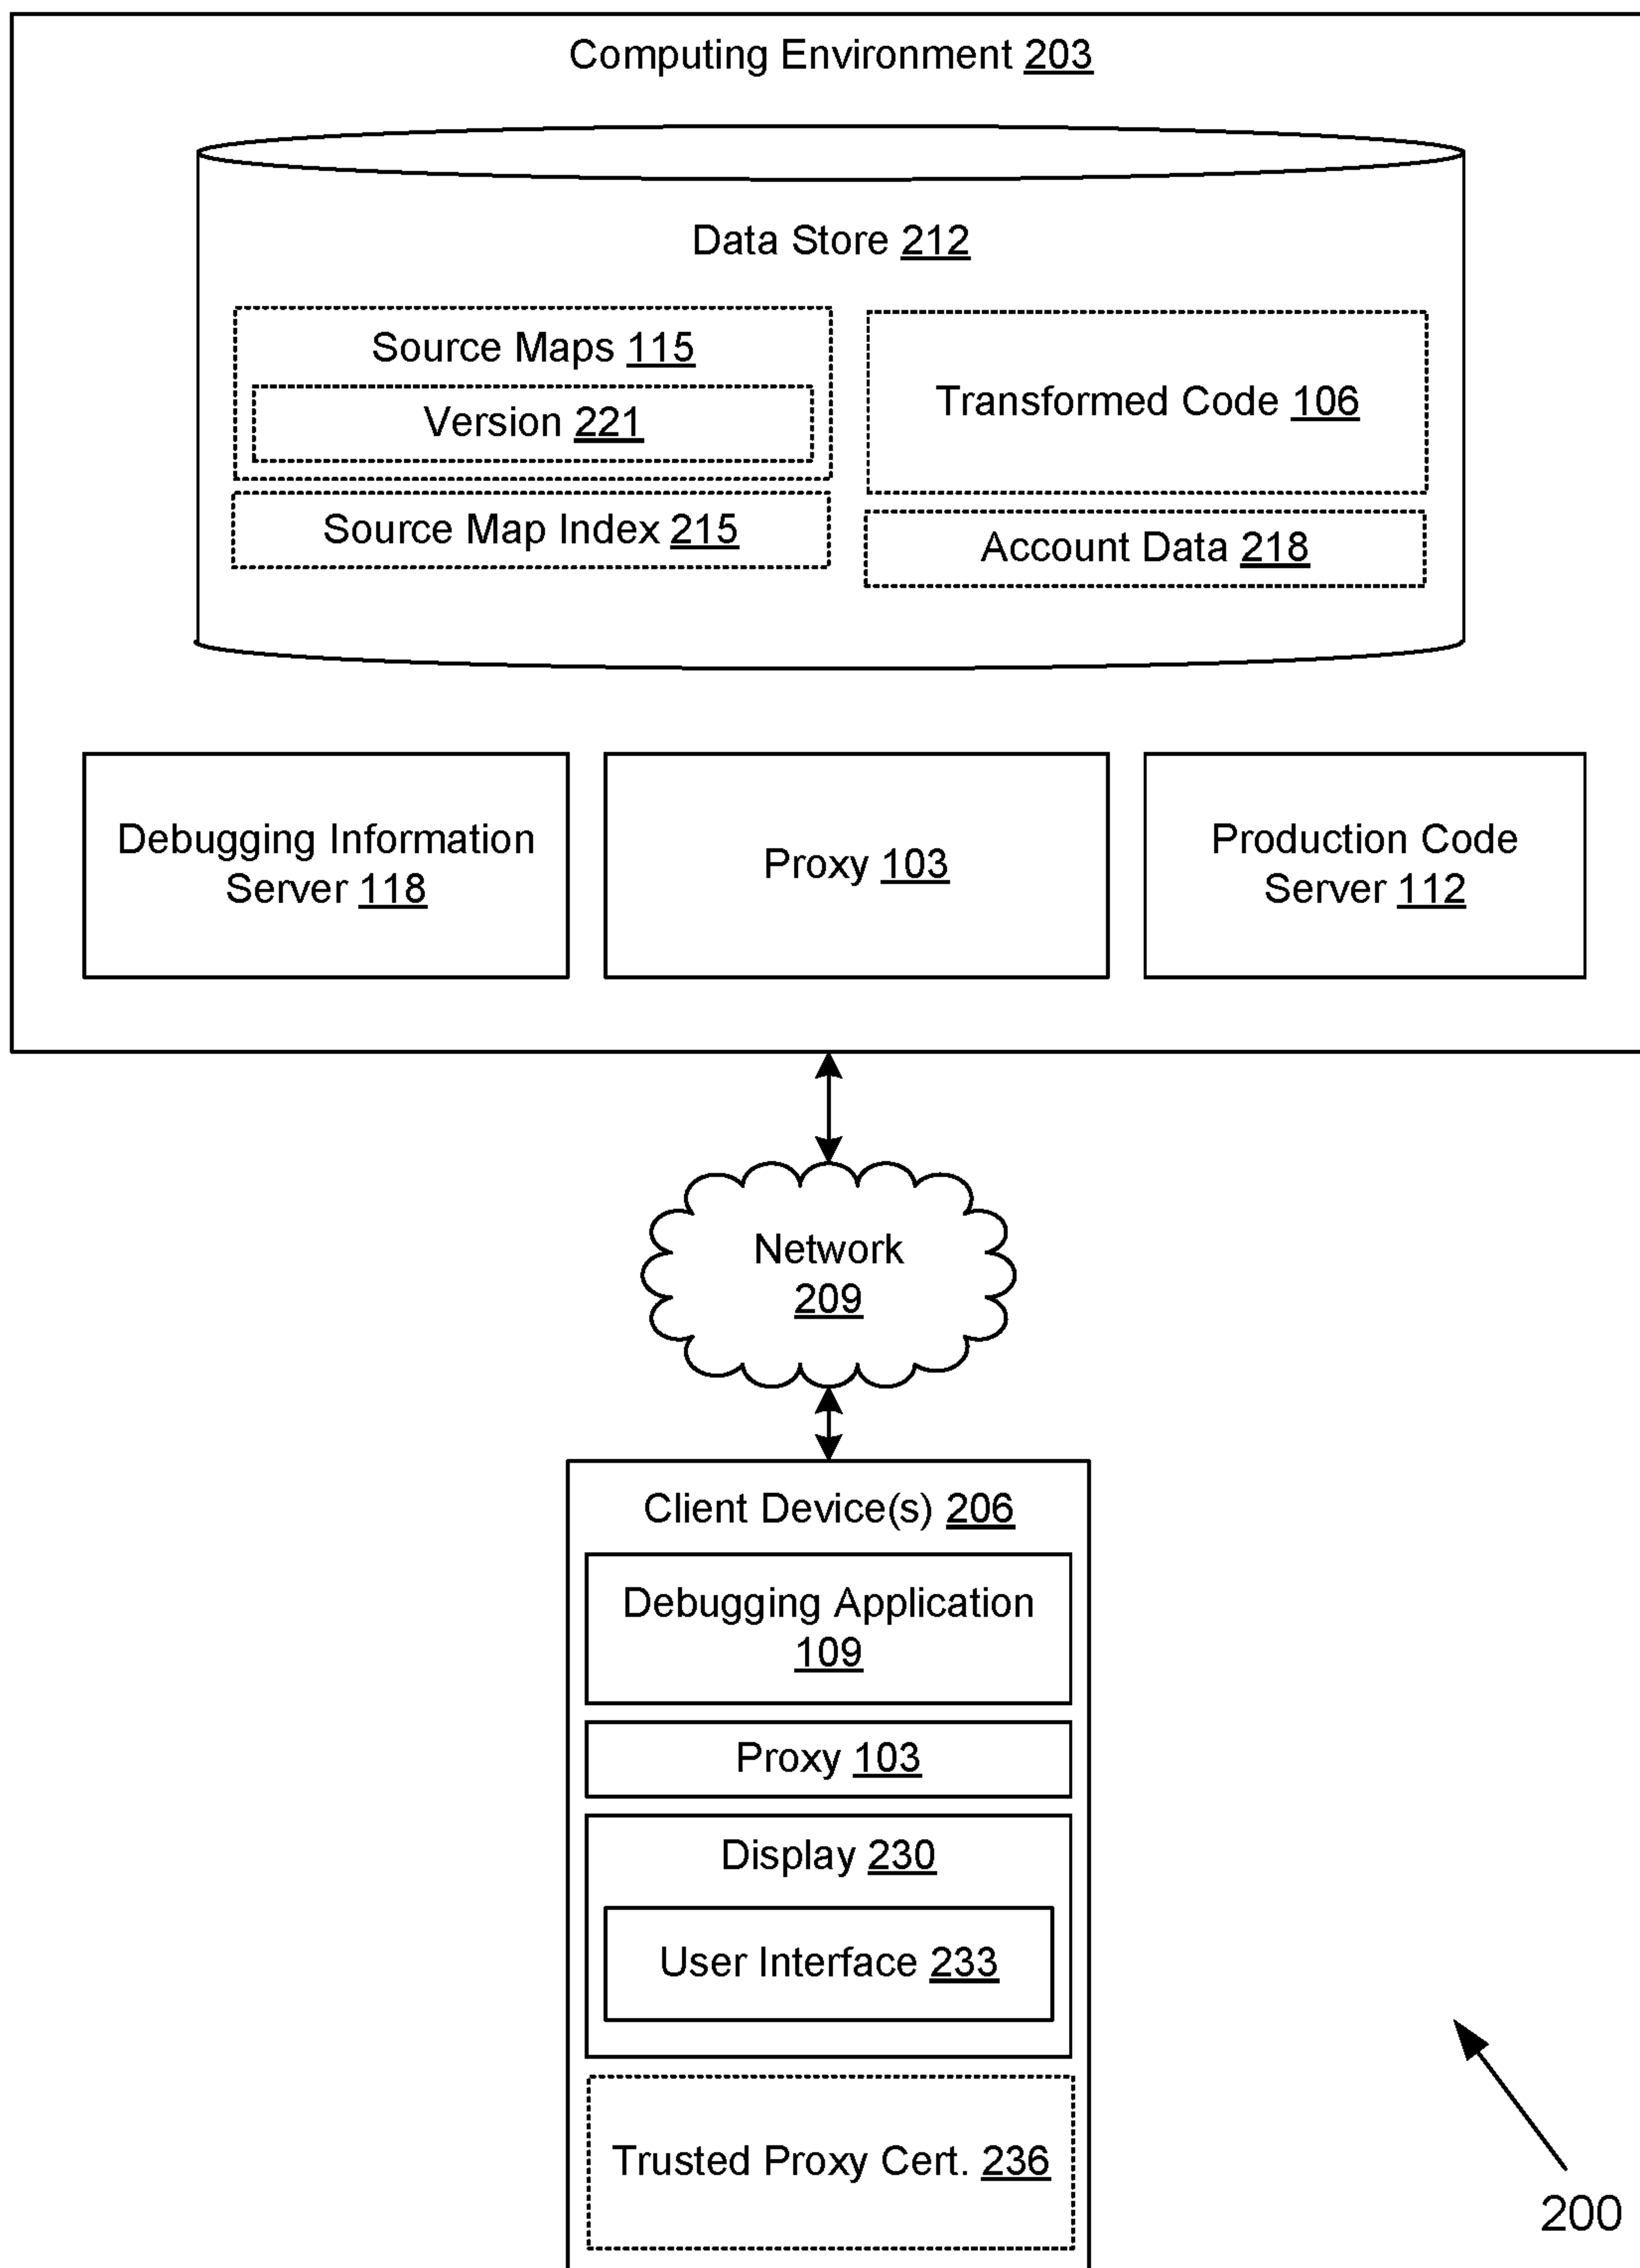 Computing Environment 203
Data Store 212
Source Maps 115
Version 221
Source Map Index 215
Transformed Code 106
Account Data 218
Debugging Information
Server 118
Proxy 103
Production Code
Server 112
Network
209
Client Device(s) 206
Debugging Application
109
Proxy 103
Display 230
User Interface 233
Trusted Proxy Cert. 236
200